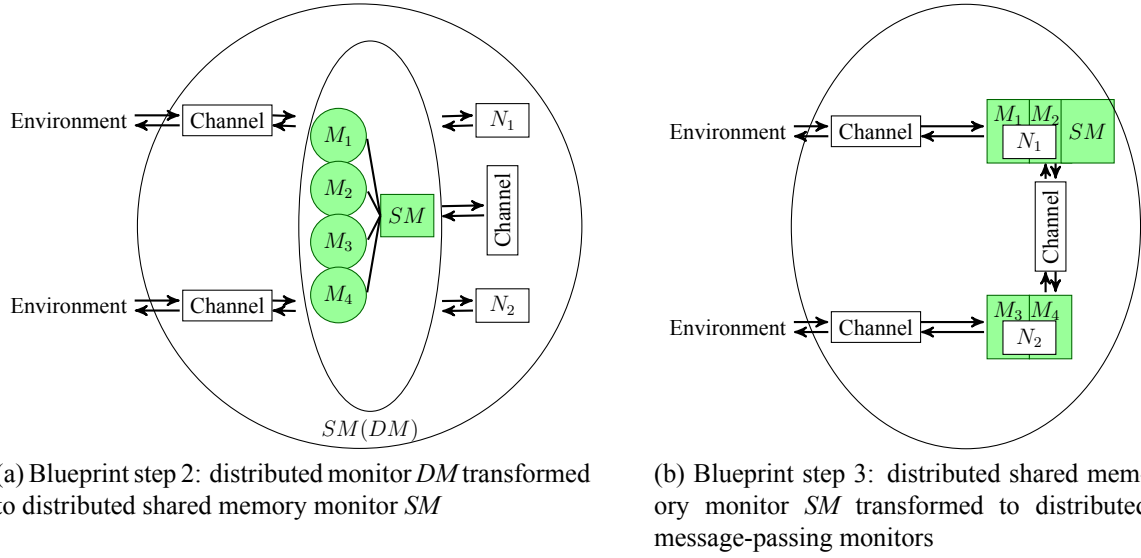 Environment
Channel
M1
N1
M2
SM
Channel
M3
M4
Environment
Channel
N2
SM(DM)
(a) Blueprint step 2: distributed monitor DM transformed
to distributed shared memory monitor SM
Environment
Channel
M1 M2
SM
N1
Channel
M3 M4
Environment
Channel
N2
(b) Blueprint step 3: distributed shared mem
ory monitor SM transformed to distributed
message-passing monitors